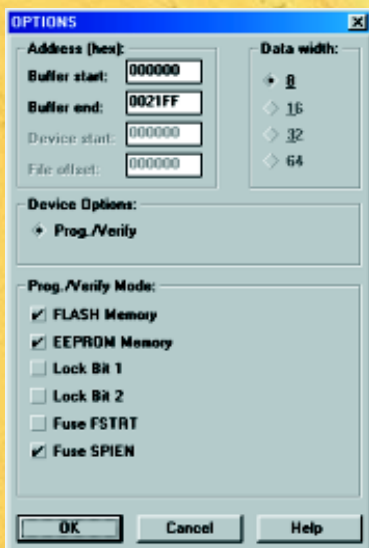 OPTIONS
Address (hex):
Buffer start: 000000
Buffer end: 0021FF
Device start: 000000
File offset: 000000
Data width:
8
16
32
64
Device Options:
Prog./Verify
Prog./Verify Mode:
FLASH Memory
EEPROM Memory
Lock Bit 1
Lock Bit 2
Fuse FSTRT
Fuse SPIEN
OK Cancel Help